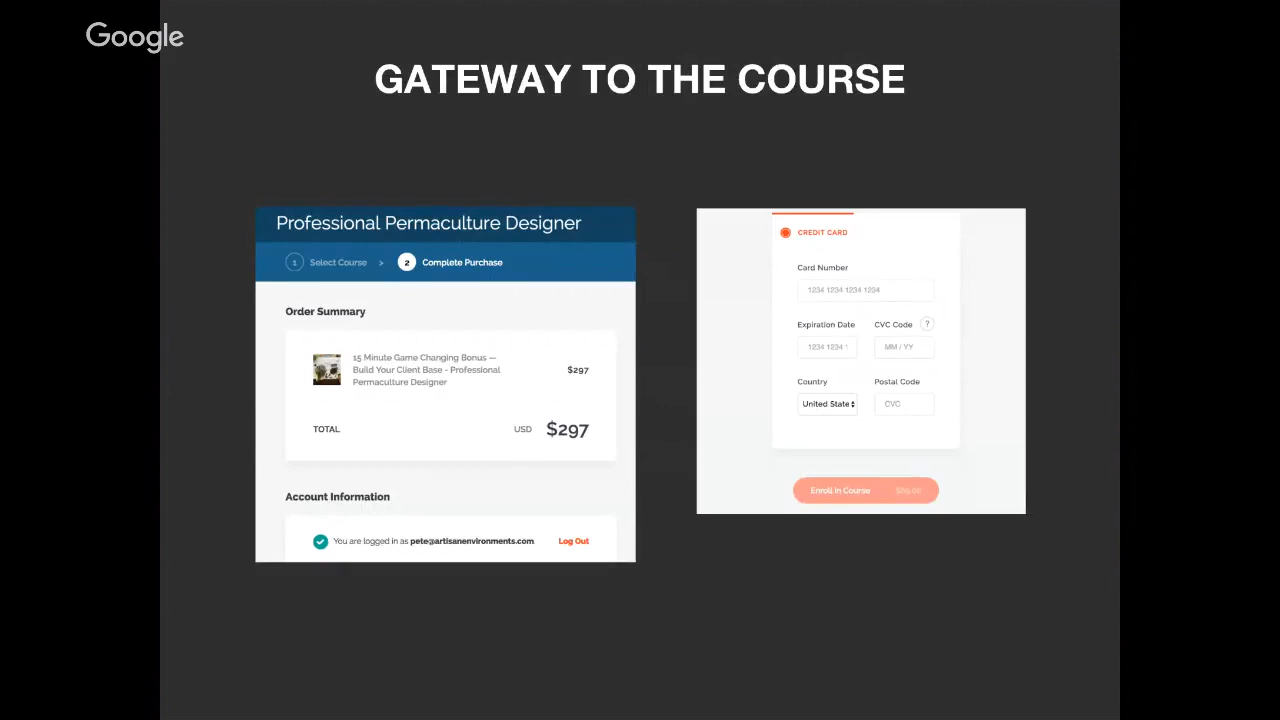 Google
GATEWAY TO THE COURSE
Professional Permaculture Designer
1 Select Course > 2 Complete Purchase
Order Summary
15 Minute Game Changing Bonus —
Build Your Client Base - Professional
Permaculture Designer
$297
TOTAL USD $297
Account Information
You are logged in as pete@artisanenvironments.com Log Out
CREDIT CARD
Card Number
1234 1234 1234 1234
Expiration Date CVC Code ?
1234 1234 1 MM / YY
Country Postal Code
United State CVC
Enroll in Course